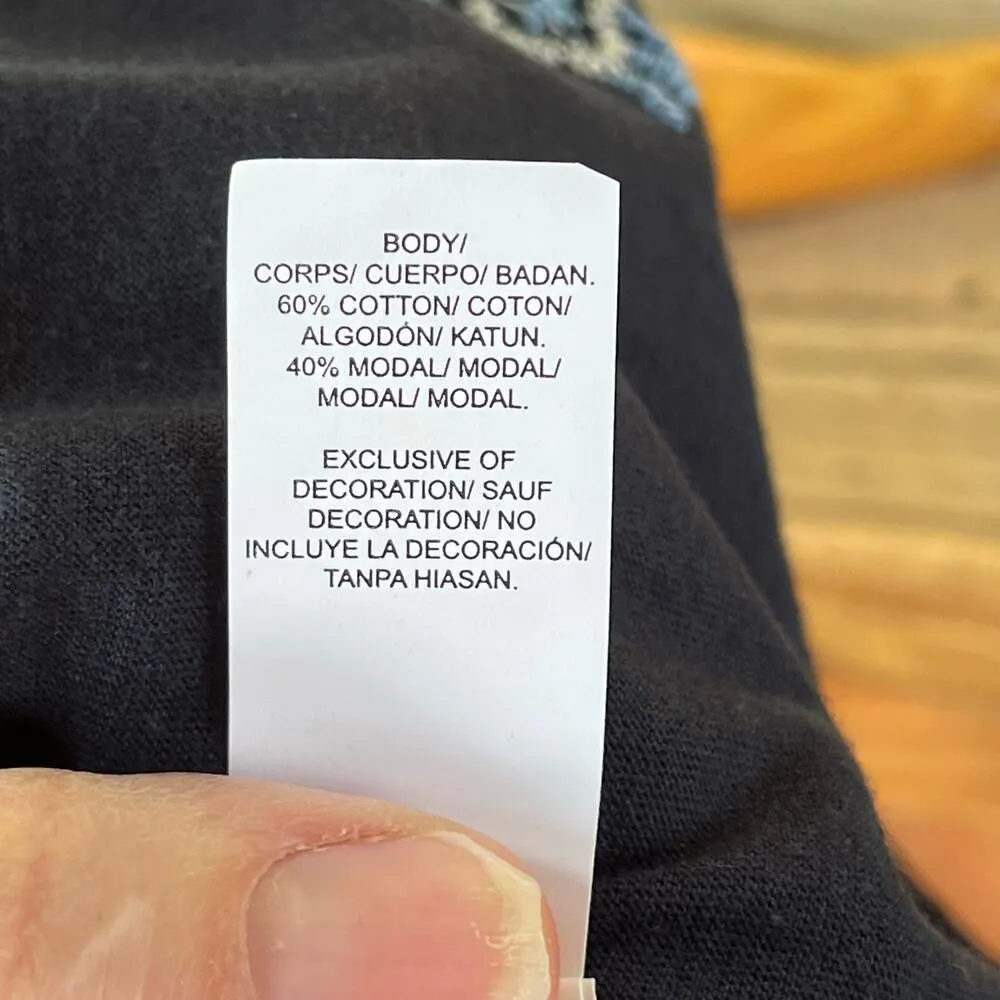 BODY/
CORPS/ CUERPO/ BADAN.
60% COTTON/ COTON/
ALGODÓN/ KATUN.
40% MODAL/ MODAL/
MODAL/ MODAL.
EXCLUSIVE OF
DECORATION/ SAUF
DECORATION/ NO
INCLUYE LA DECORACIÓN/
TANPA HIASAN.